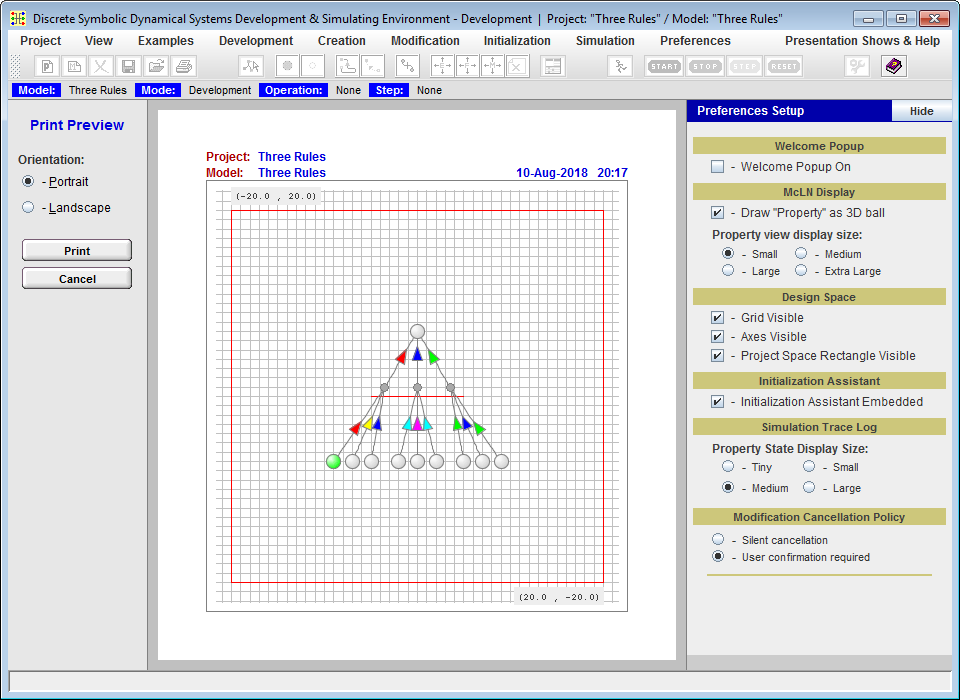 Discrete Symbolic Dynamical Systems Development & Simulating Environment - Development | Project: "Three Rules" / Model: "Three Rules"
Project View Examples Development Creation Modification Initialization Simulation Preferences Presentation Shows & Help
START STOP STEP RESET
Model: Three Rules Mode: Development Operation: None Step: None
Print Preview
Orientation:
- Portrait
- Landscape
Print
Cancel
Project: Three Rules
Model: Three Rules 10-Aug-2018 20:17
(-20.0 , 20.0)
(20.0 , -20.0)
Preferences Setup Hide
Welcome Popup
- Welcome Popup On
McLN Display
- Draw "Property" as 3D ball
Property view display size:
- Small - Medium
- Large - Extra Large
Design Space
- Grid Visible
- Axes Visible
- Project Space Rectangle Visible
Initialization Assistant
- Initialization Assistant Embedded
Simulation Trace Log
Property State Display Size:
- Tiny - Small
- Medium - Large
Modification Cancellation Policy
- Silent cancellation
- User confirmation required